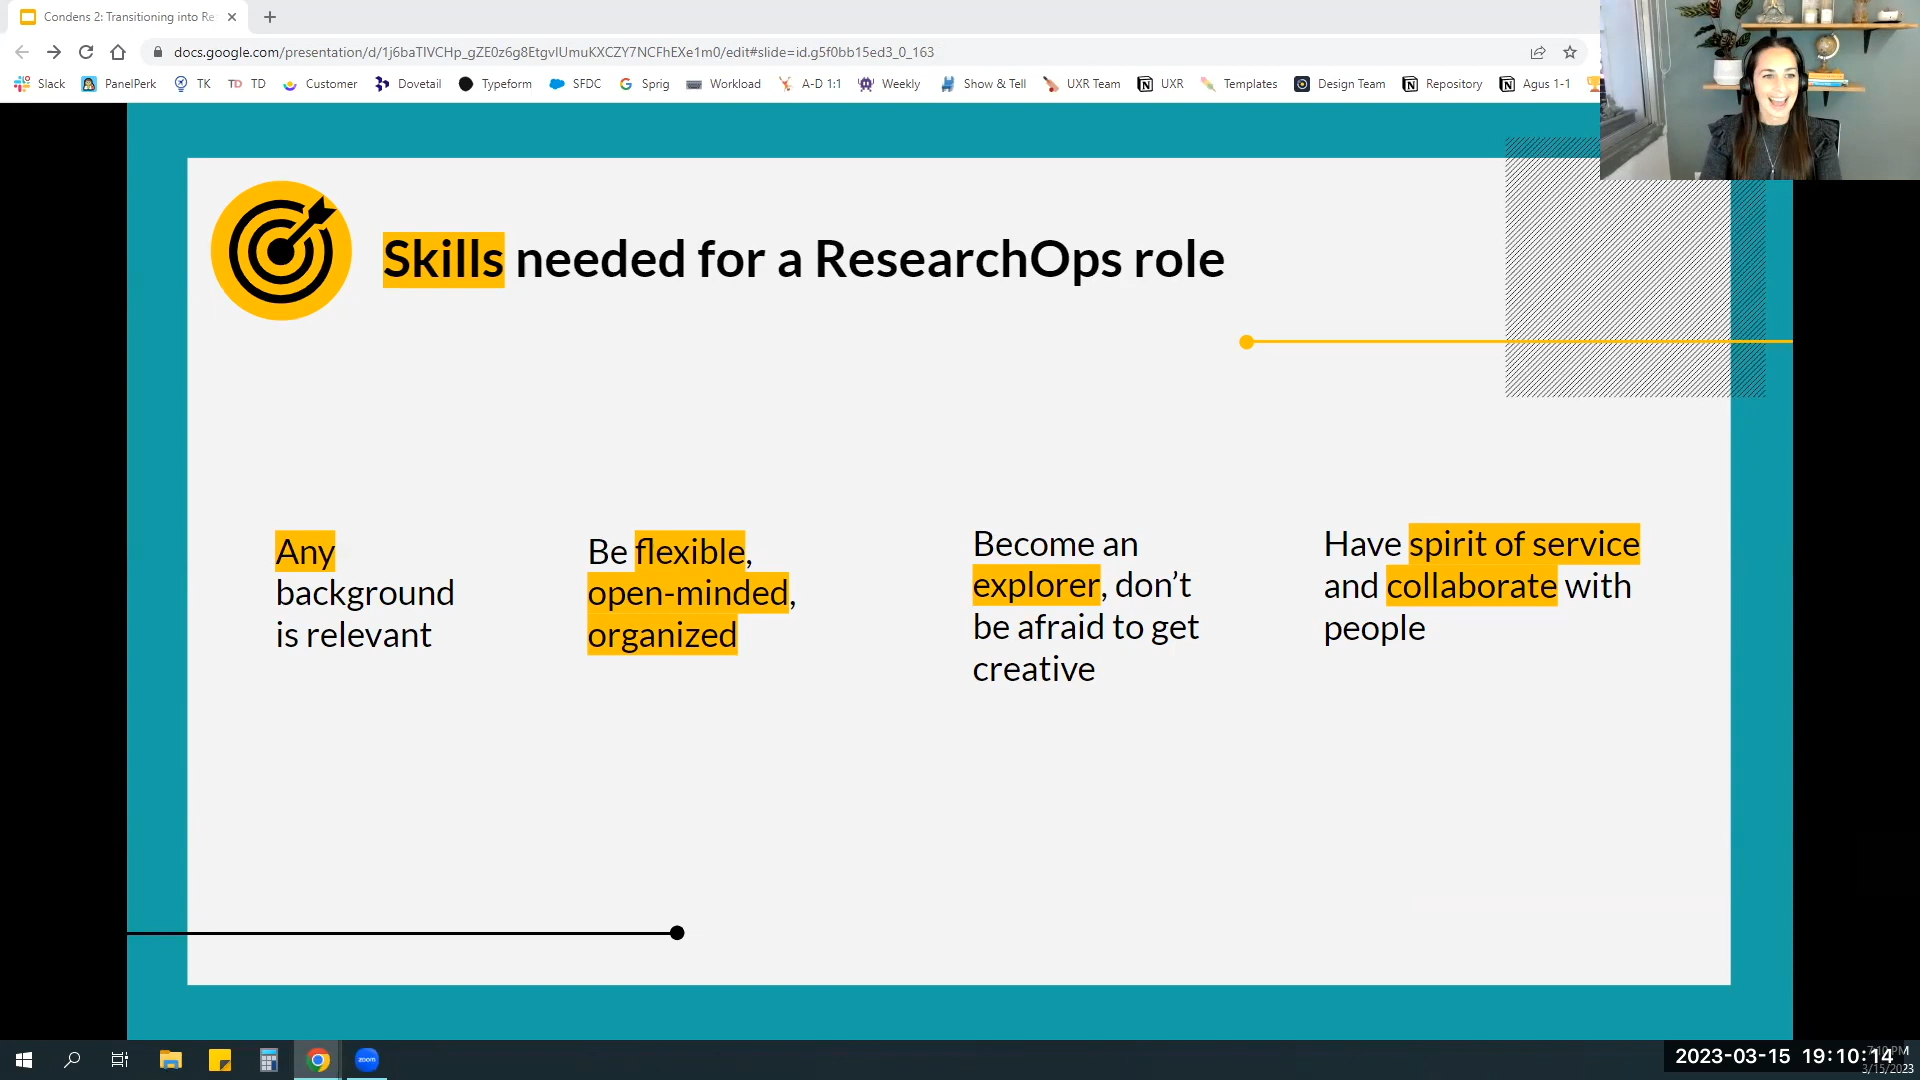 Condens 2: Transitioning into Re
docs.google.com/presentation/d/1j6baTlVCHp_gZE0z6g8EtgvIUmuKXCZY7NCFhEXe1m0/edit#slide=id.g5f0bb15ed3_0_163
Slack PanelPerk TK TD TD Customer Dovetail Typeform SFDC Sprig Workload A-D 1:1 Weekly Show & Tell UXR Team UXR Templates Design Team Repository Agus 1-1
Skills needed for a ResearchOps role
Any
background
is relevant
Be flexible,
open-minded,
organized
Become an
explorer, don’t
be afraid to get
creative
Have spirit of service
and collaborate with
people
zoom
2023-03-15 19:10:14
3/15/2023